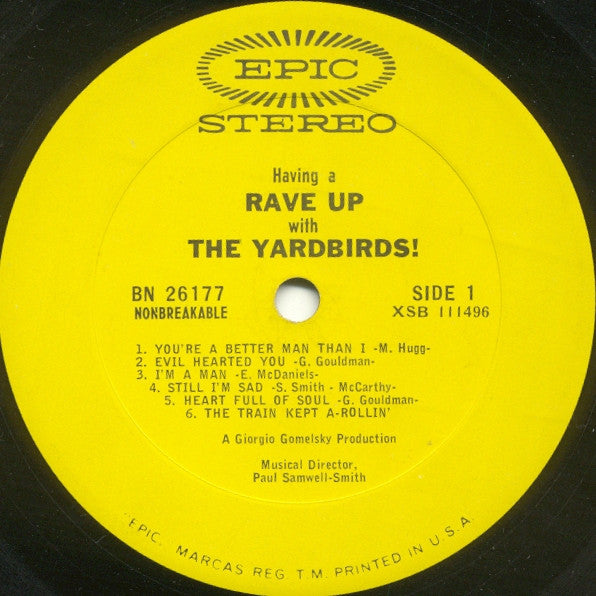 EPIC
STEREO
Having a
RAVE UP
with
THE YARDBIRDS!
BN 26177
NONBREAKABLE
SIDE 1
XSB 111496
1. YOU'RE A BETTER MAN THAN I -M. Hugg-
2. EVIL HEARTED YOU -G. Gouldman-
3. I'M A MAN -E. McDaniels-
4. STILL I'M SAD -S. Smith - McCarthy-
5. HEART FULL OF SOUL -G. Gouldman-
6. THE TRAIN KEPT A-ROLLIN'
A Giorgio Gomelsky Production
Musical Director,
Paul Samwell-Smith
"EPIC, MARCAS REG. T.M. PRINTED IN U.S.A.